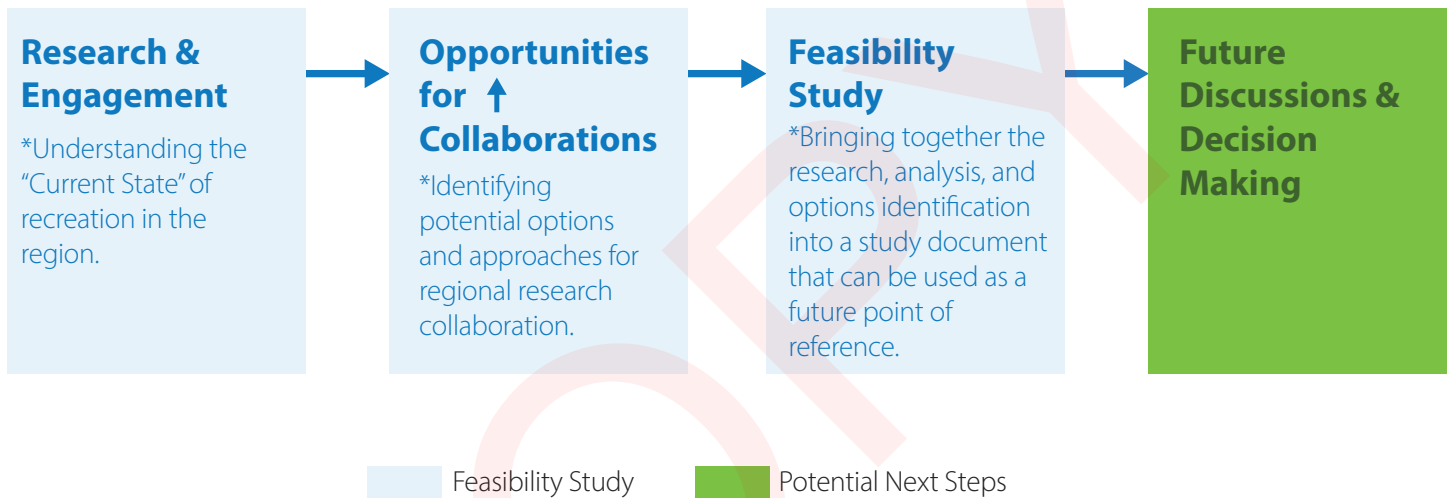 Research &
Engagement
*Understanding the
“Current State” of
recreation in the
region.
Opportunities
for
Collaborations
*Identifying
potential options
and approaches for
regional research
collaboration.
Feasibility
Study
*Bringing together the
research, analysis, and
options identification
into a study document
that can be used as a
future point of
reference.
Future
Discussions &
Decision
Making
Feasibility Study
Potential Next Steps